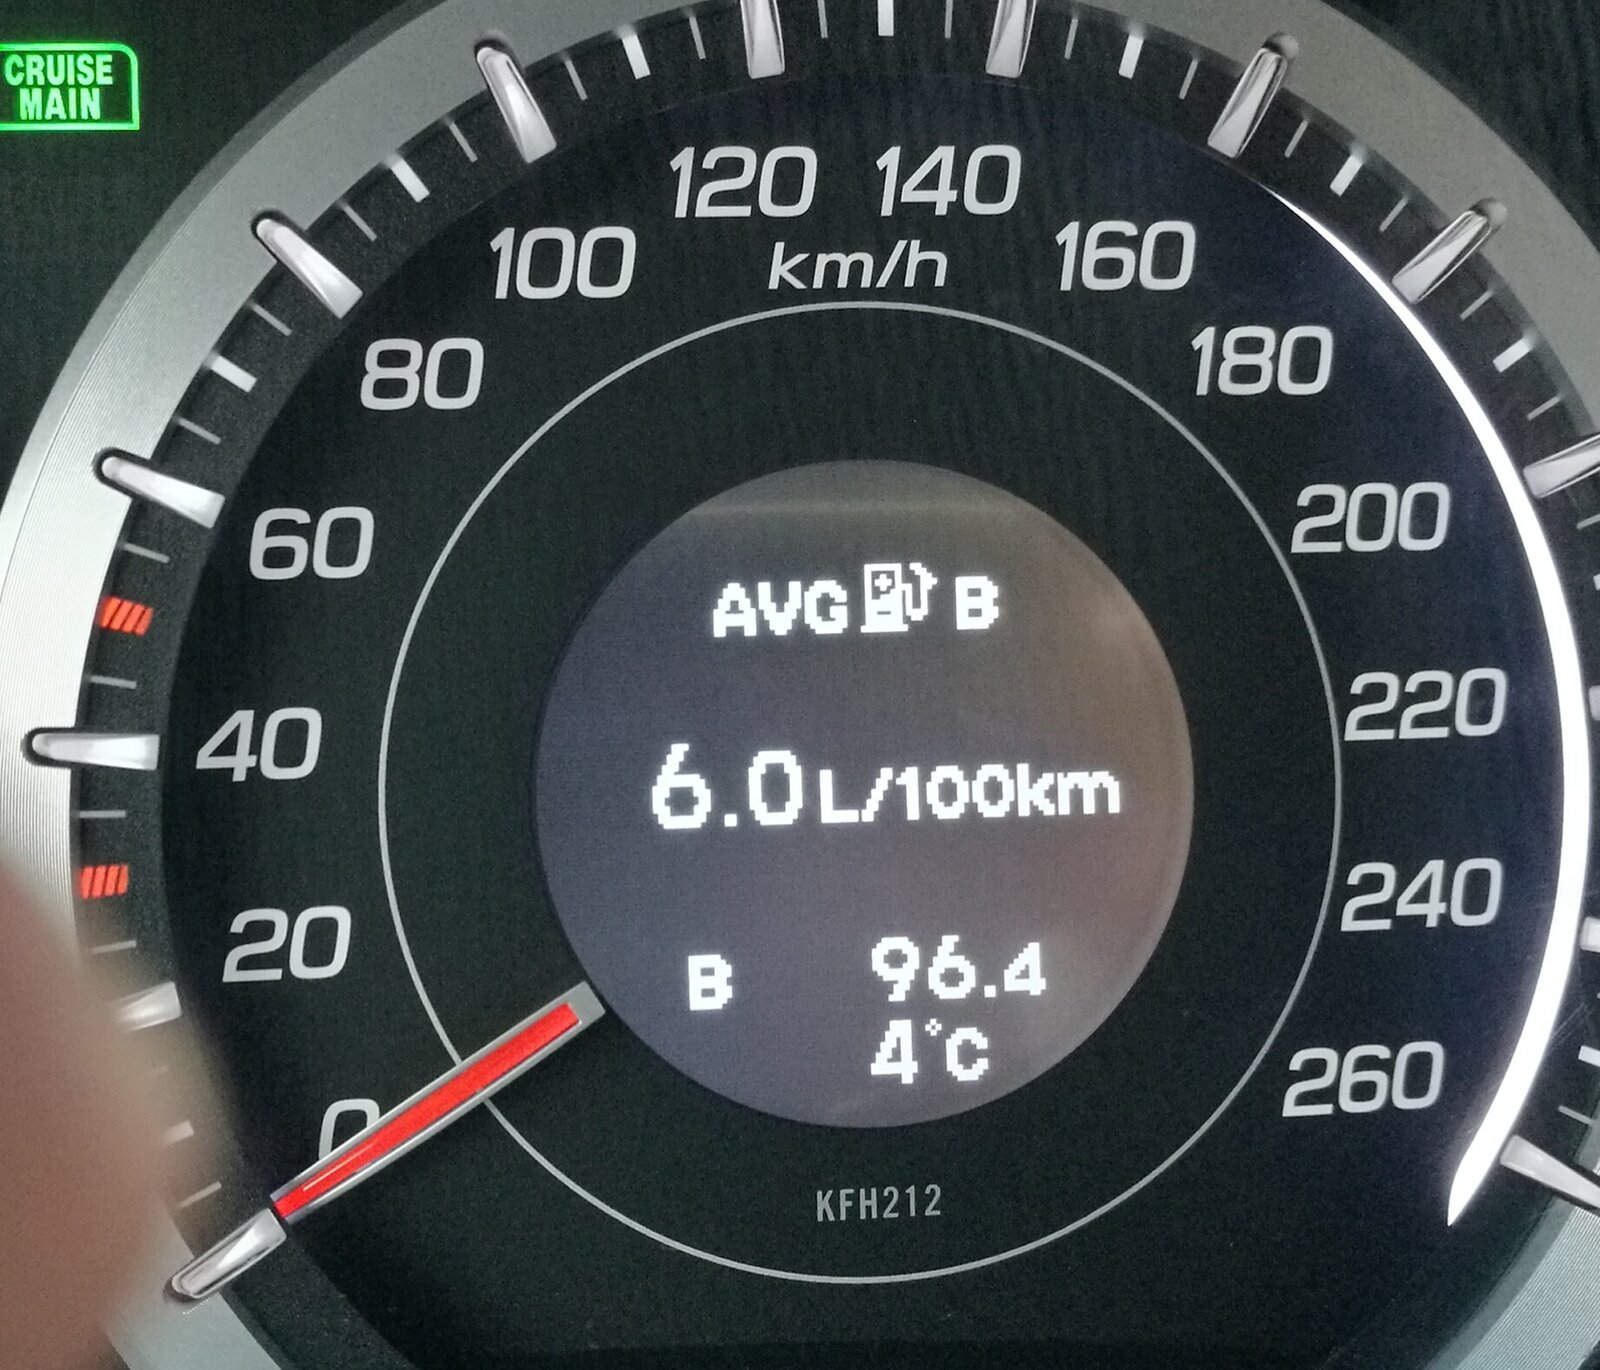 CRUISE
MAIN
120 140
100 km/h 160
80 180
60 200
AVG B
40 220
6.0 L/100km
20 240
B 96.4
4°C
0 260
KFH212